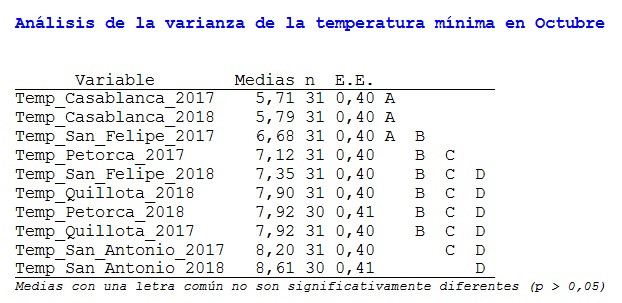 Análisis de la varianza de la temperatura mínima en Octubre
Variable Medias n E.E.
Temp_Casablanca_2017 5,71 31 0,40 A
Temp_Casablanca_2018 5,79 31 0,40 A
Temp_San_Felipe_2017 6,68 31 0,40 A B
Temp_Petorca_2017 7,12 31 0,40 B C
Temp_San_Felipe_2018 7,35 31 0,40 B C D
Temp_Quillota_2018 7,90 31 0,40 B C D
Temp_Petorca_2018 7,92 30 0,41 B C D
Temp_Quillota_2017 7,92 31 0,40 B C D
Temp_San_Antonio_2017 8,20 31 0,40 C D
Temp_San_Antonio_2018 8,61 30 0,41 D
Medias con una letra común no son significativamente diferentes (p > 0,05)